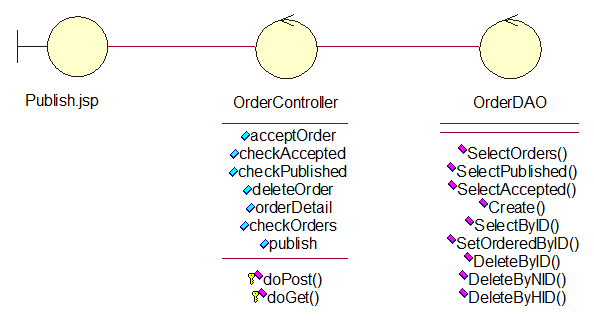 Publish.jsp
OrderController
OrderDAO
acceptOrder
checkAccepted
checkPublished
deleteOrder
orderDetail
checkOrders
publish
doPost()
doGet()
SelectOrders()
SelectPublished()
SelectAccepted()
Create()
SelectByID()
SetOrderedByID()
DeleteByID()
DeleteByNID()
DeleteByHID()